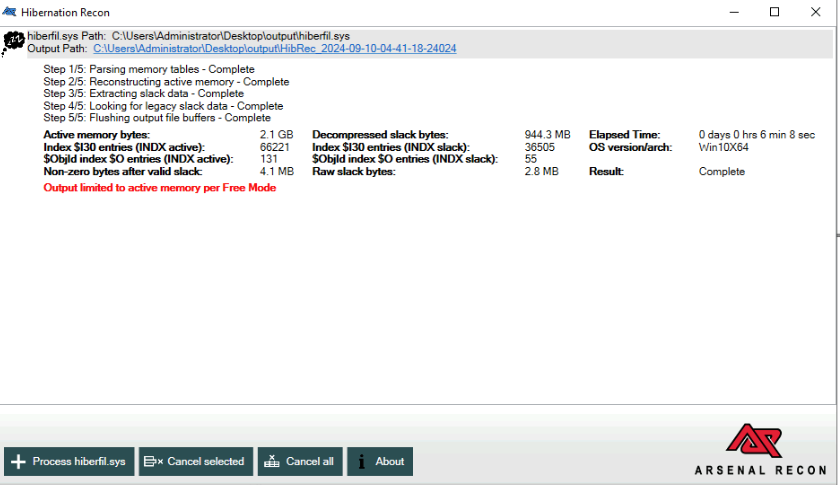 Hibernation Recon
hiberfil.sys Path: C:\Users\Administrator\Desktop\output\hiberfil.sys
Output Path: C:\Users\Administrator\Desktop\output\HibRec_2024-09-10-04-41-18-24024
Step 1/5: Parsing memory tables - Complete
Step 2/5: Reconstructing active memory - Complete
Step 3/5: Extracting slack data - Complete
Step 4/5: Looking for legacy slack data - Complete
Step 5/5: Flushing output file buffers - Complete
Active memory bytes: 2.1 GB Decompressed slack bytes: 944.3 MB Elapsed Time: 0 days 0 hrs 6 min 8 sec
Index $I30 entries (INDX active): 66221 Index $I30 entries (INDX slack): 36505 OS version/arch: Win10X64
$ObjId index $O entries (INDX active): 131 $ObjId index $O entries (INDX slack): 55
Non-zero bytes after valid slack: 4.1 MB Raw slack bytes: 2.8 MB Result: Complete
Output limited to active memory per Free Mode
Process hiberfil.sys Cancel selected Cancel all About
ARSENAL RECON